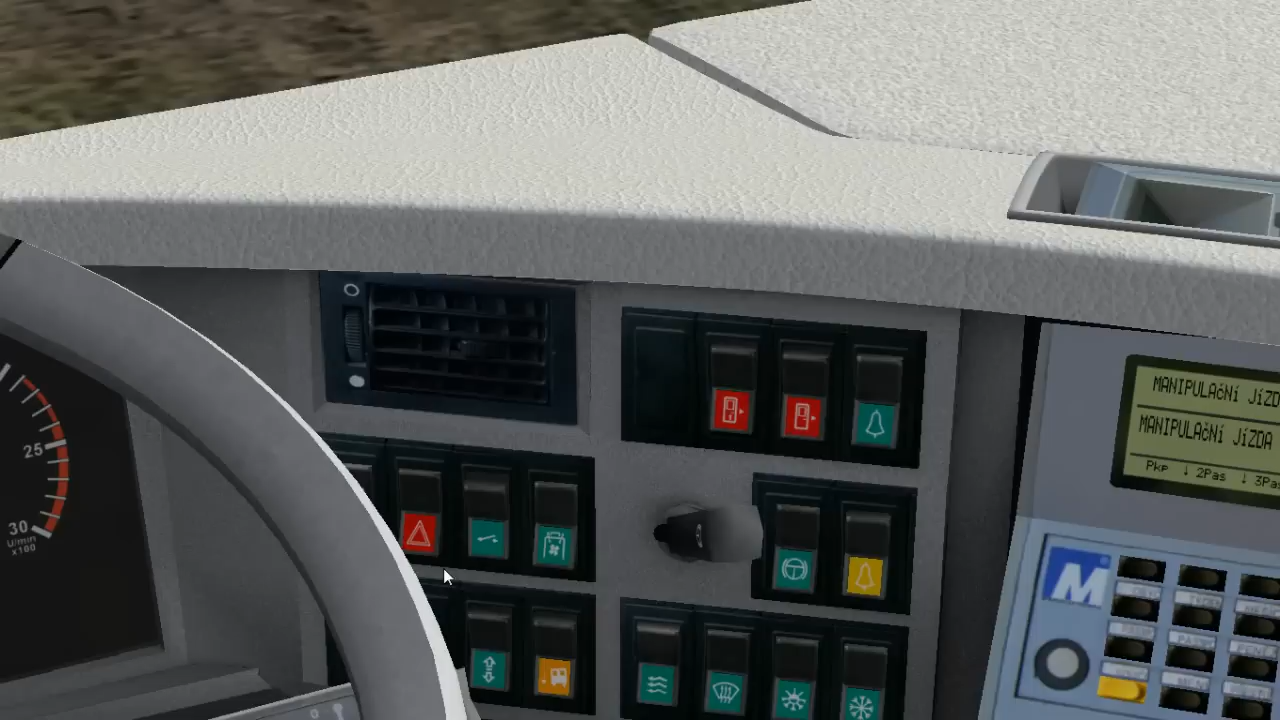 25
30
U/min
x100
MANIPULAčNí JíZD
MANIPULAčNí JíZDA
Pkp ↓ 2Pas ↓ 3Pas
M